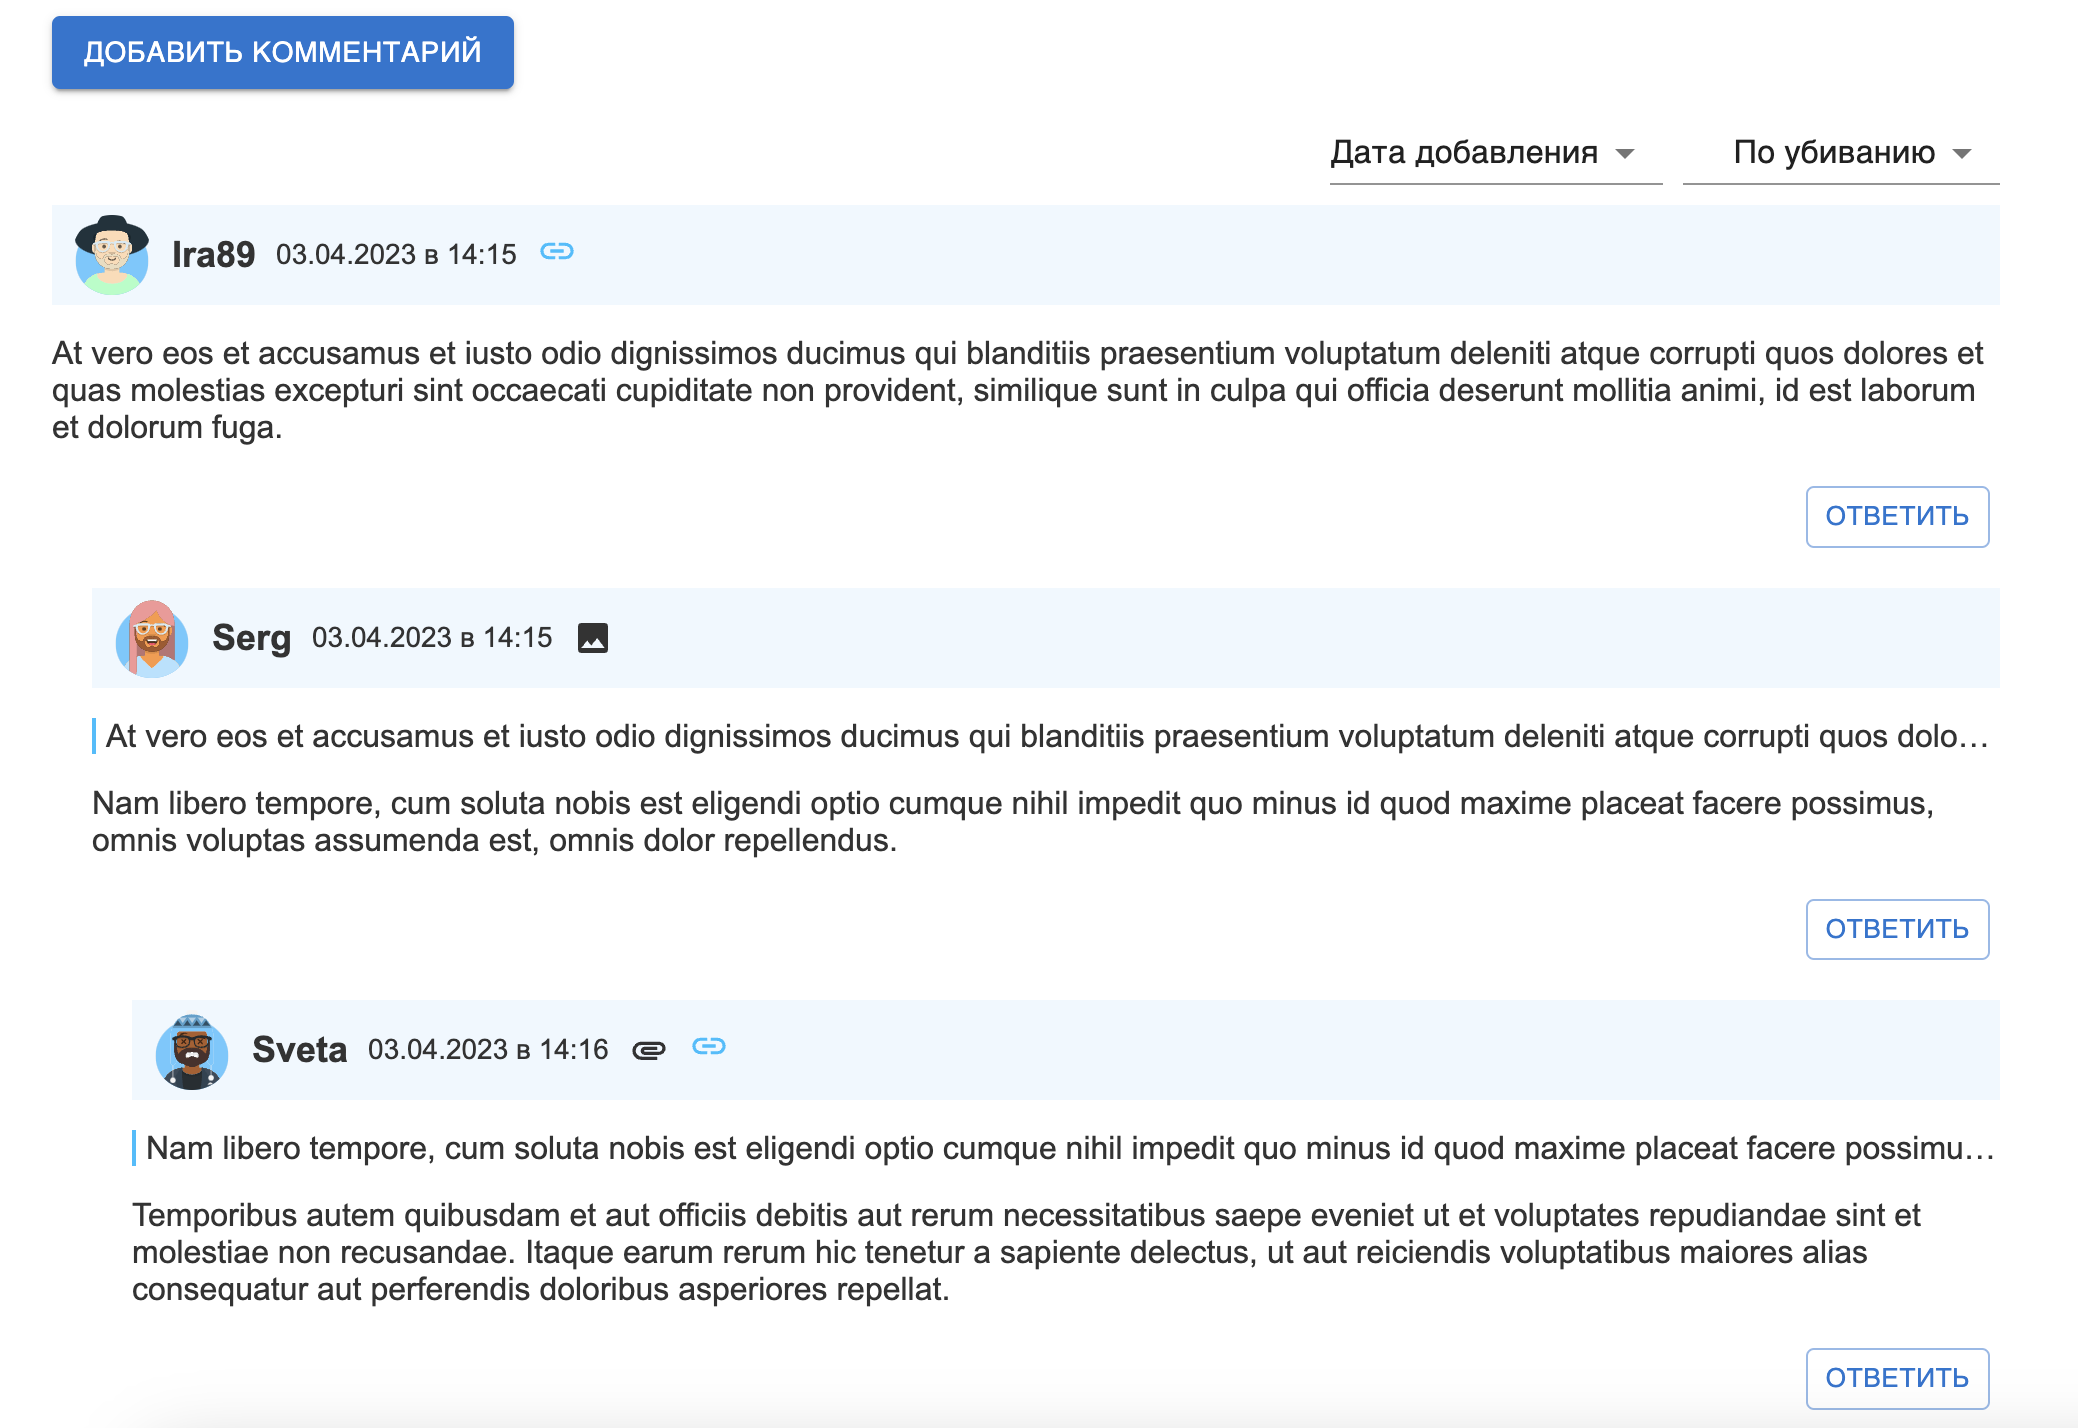 ДОБАВИТЬ КОММЕНТАРИЙ
Дата добавления По убиванию
Ira89 03.04.2023 в 14:15
At vero eos et accusamus et iusto odio dignissimos ducimus qui blanditiis praesentium voluptatum deleniti atque corrupti quos dolores et
quas molestias excepturi sint occaecati cupiditate non provident, similique sunt in culpa qui officia deserunt mollitia animi, id est laborum
et dolorum fuga.
ОТВЕТИТЬ
Serg 03.04.2023 в 14:15
At vero eos et accusamus et iusto odio dignissimos ducimus qui blanditiis praesentium voluptatum deleniti atque corrupti quos dolo…
Nam libero tempore, cum soluta nobis est eligendi optio cumque nihil impedit quo minus id quod maxime placeat facere possimus,
omnis voluptas assumenda est, omnis dolor repellendus.
ОТВЕТИТЬ
Sveta 03.04.2023 в 14:16
Nam libero tempore, cum soluta nobis est eligendi optio cumque nihil impedit quo minus id quod maxime placeat facere possimu…
Temporibus autem quibusdam et aut officiis debitis aut rerum necessitatibus saepe eveniet ut et voluptates repudiandae sint et
molestiae non recusandae. Itaque earum rerum hic tenetur a sapiente delectus, ut aut reiciendis voluptatibus maiores alias
consequatur aut perferendis doloribus asperiores repellat.
ОТВЕТИТЬ